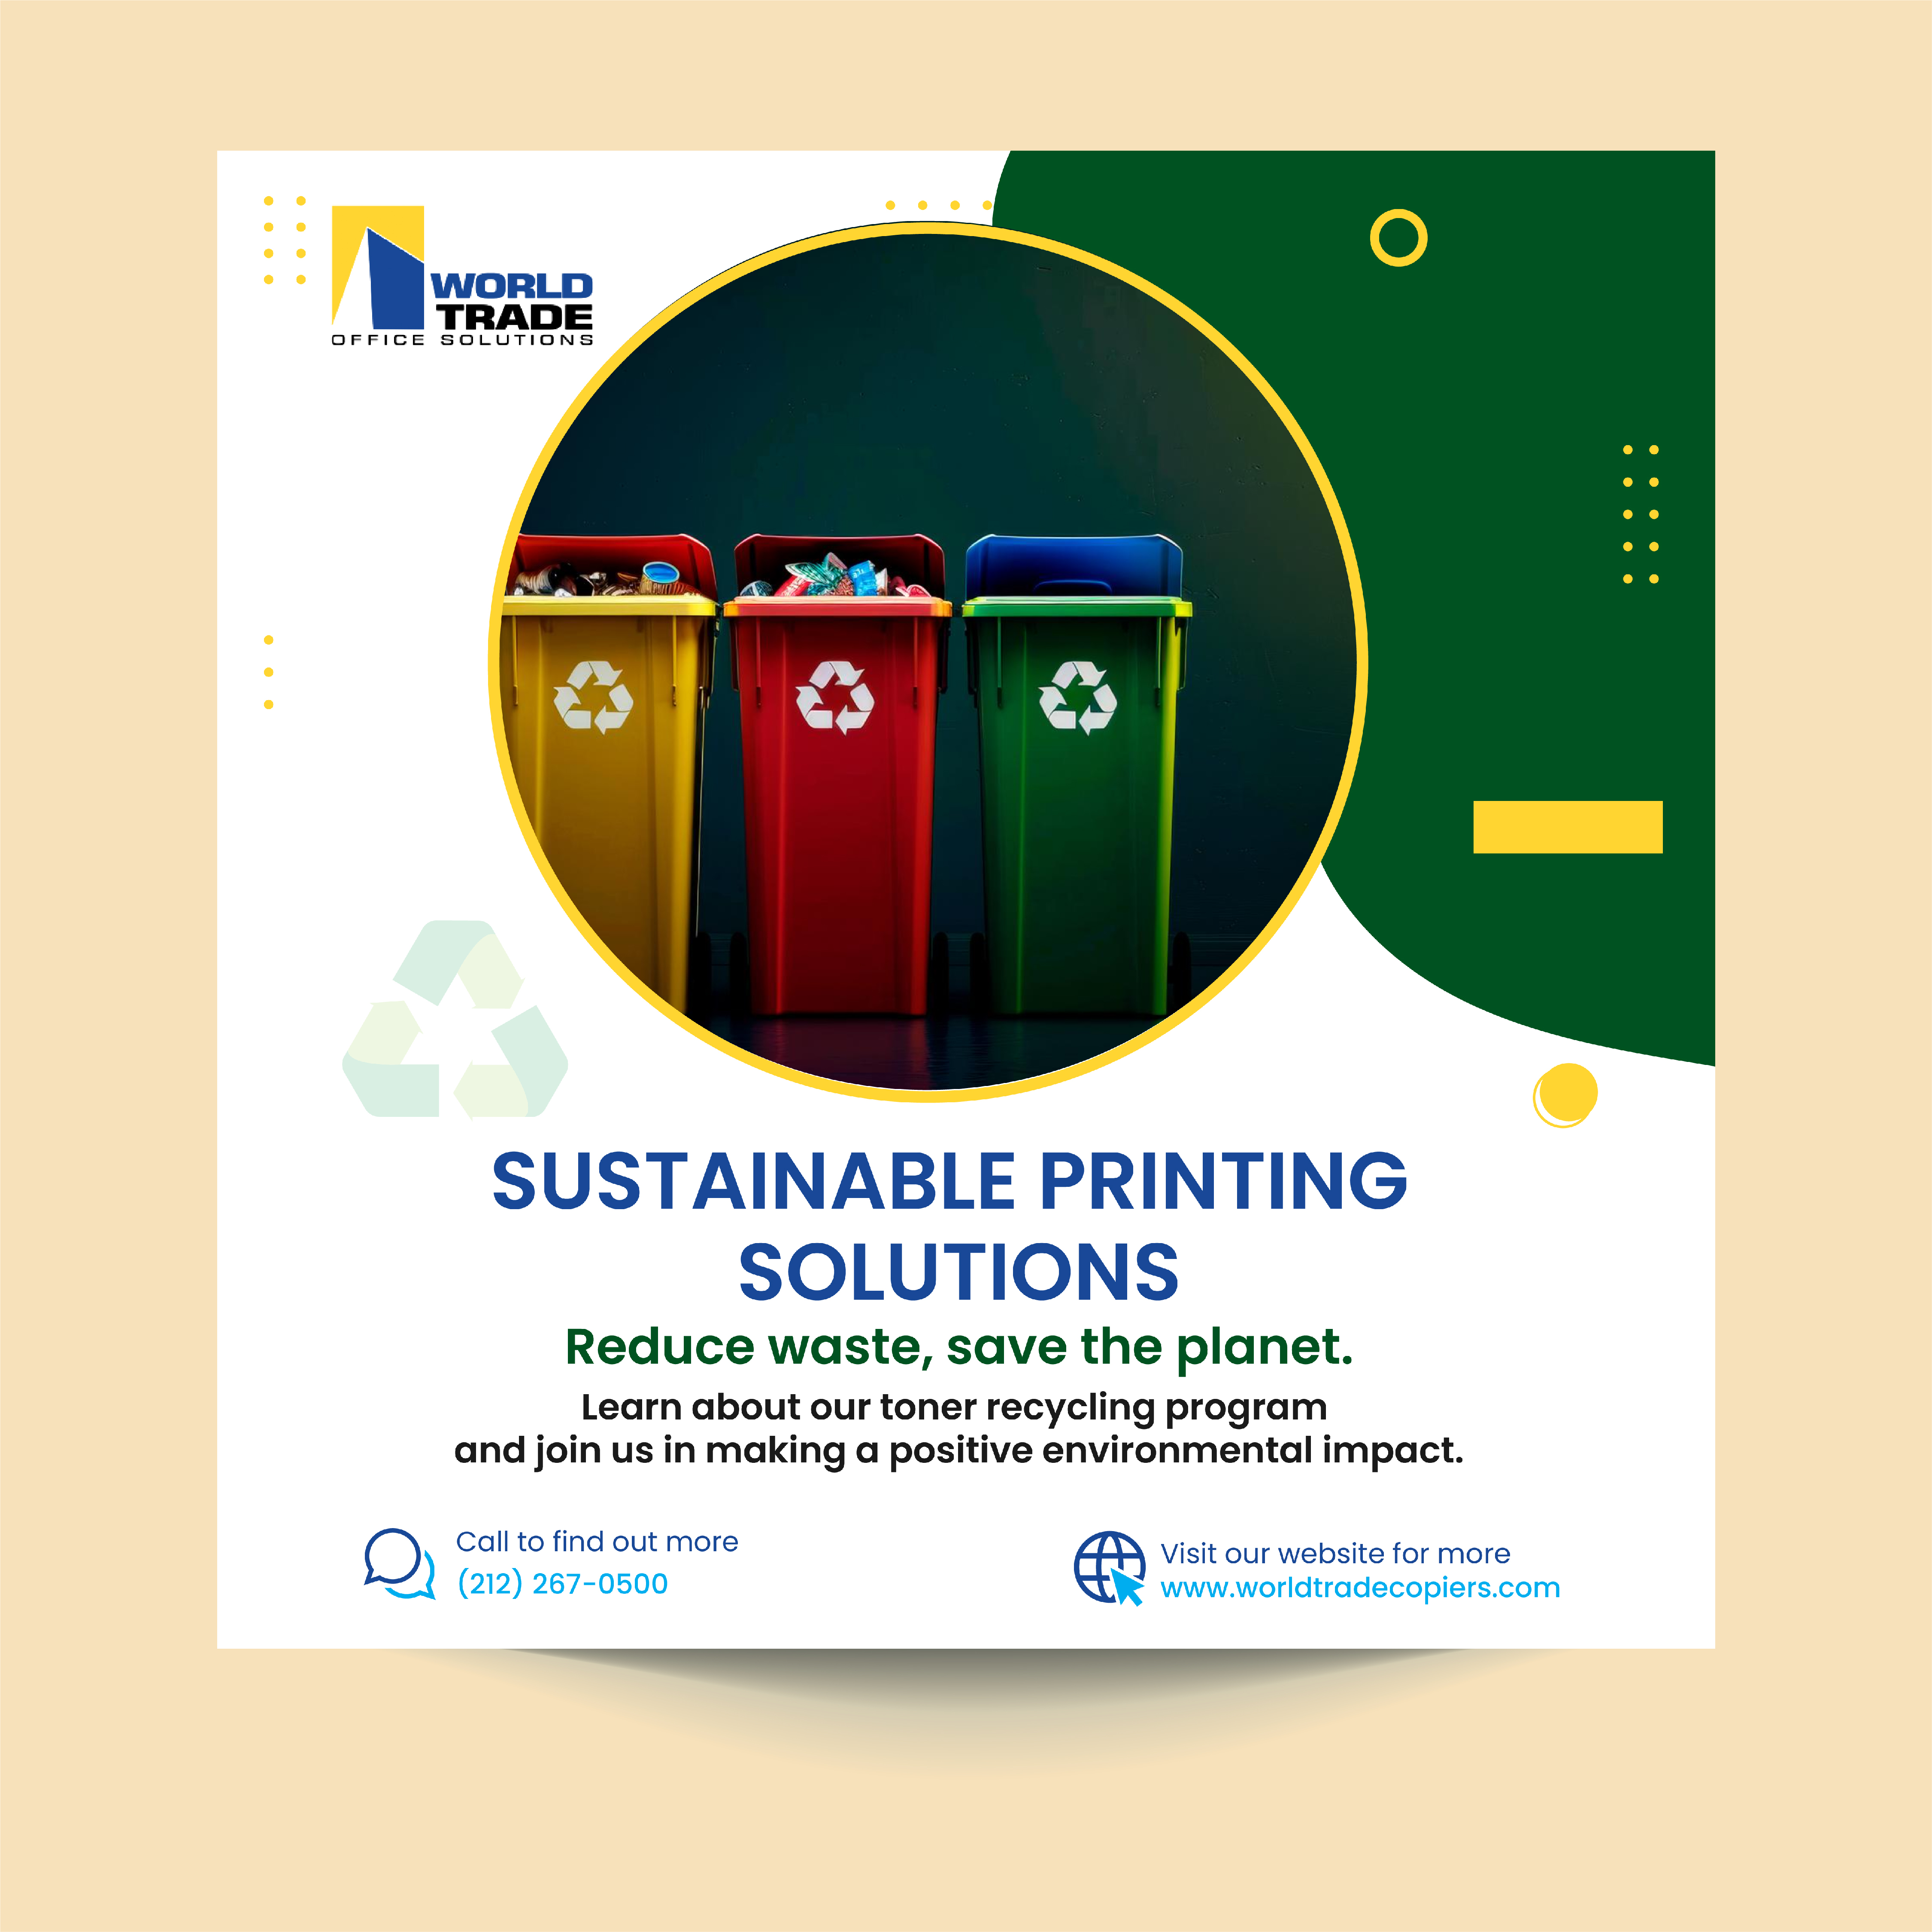 WORLD
TRADE
OFFICE SOLUTIONS
SUSTAINABLE PRINTING
SOLUTIONS
Reduce waste, save the planet.
Learn about our toner recycling program
and join us in making a positive environmental impact.
Call to find out more
(212) 267-0500
Visit our website for more
www.worldtradecopiers.com